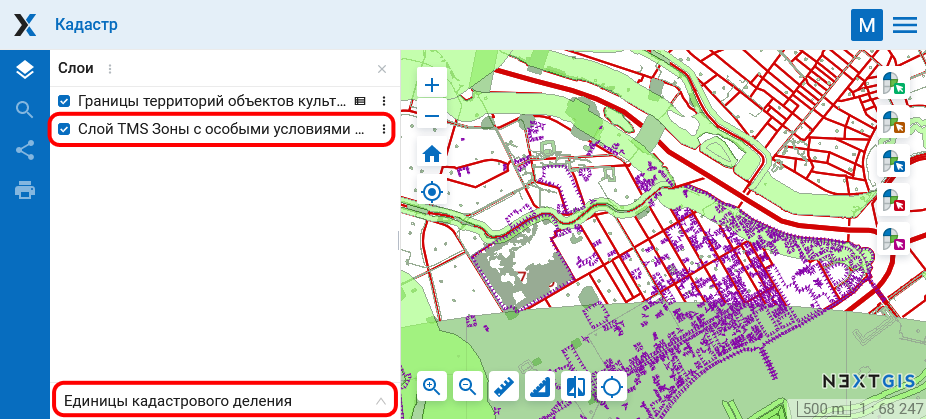 Кадастр
M
Слои
Границы территорий объектов культ...
Слой TMS Зоны с особыми условиями ...
7
Единицы кадастрового деления
NEXTGIS
500 m
1 : 68 247